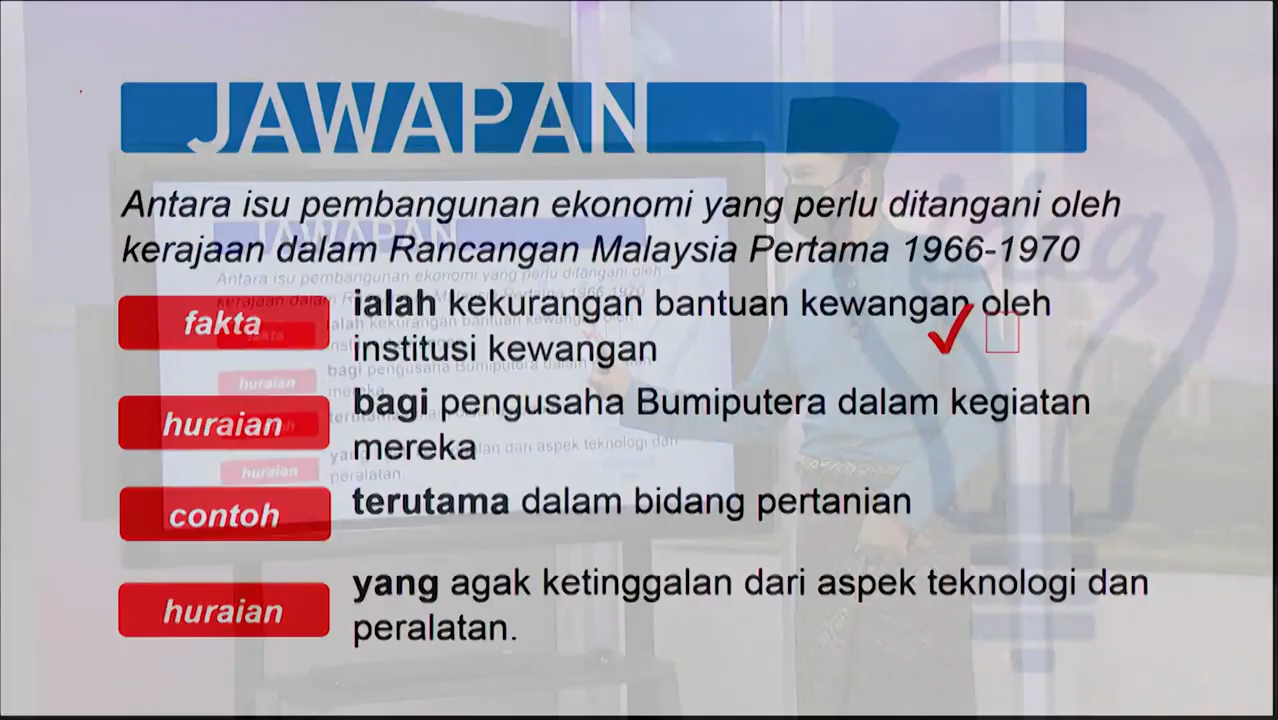 JAWAPAN
Antara isu pembangunan ekonomi yang perlu ditangani oleh
kerajaan dalam Rancangan Malaysia Pertama 1966-1970
fakta
ialah kekurangan bantuan kewangan oleh
institusi kewangan
huraian
bagi pengusaha Bumiputera dalam kegiatan
mereka
contoh
terutama dalam bidang pertanian
huraian
yang agak ketinggalan dari aspek teknologi dan
peralatan.